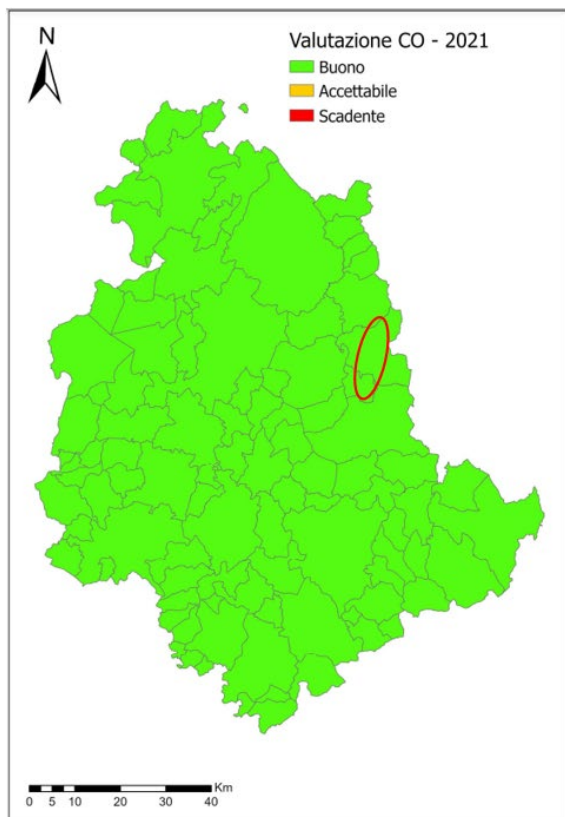 N
Valutazione CO - 2021
Buono
Accettabile
Scadente
Km
0 5 10 20 30 40